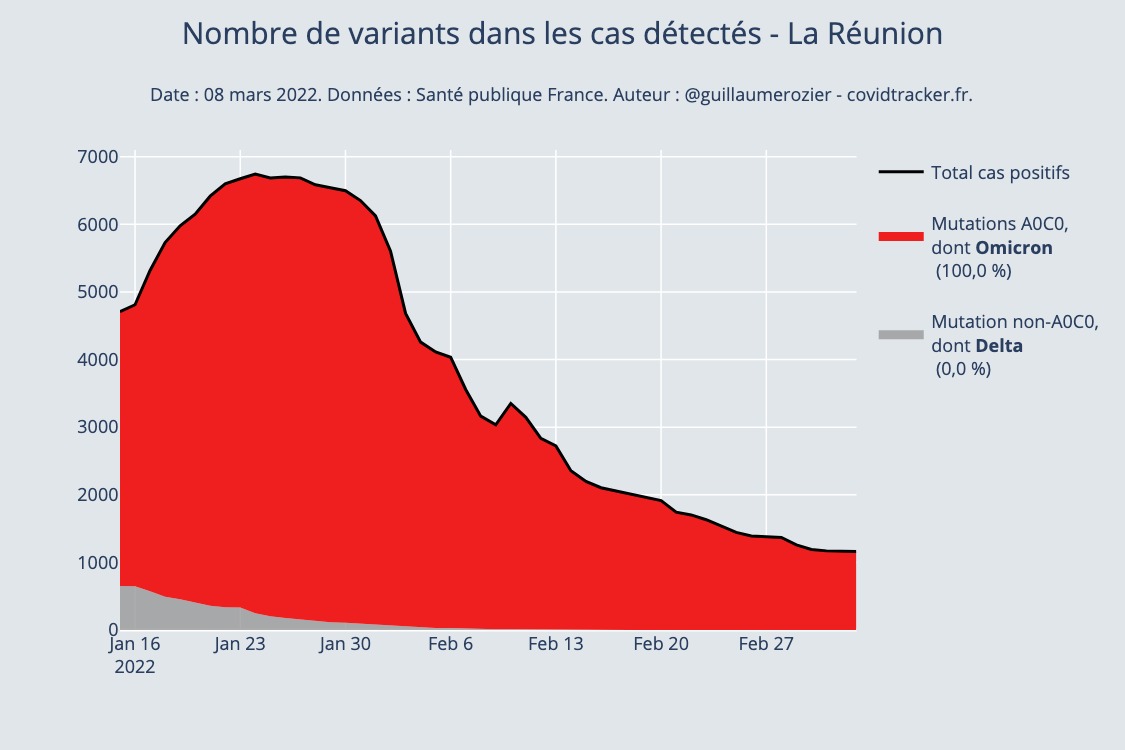 Nombre de variants dans les cas détectés - La Réunion
Date : 08 mars 2022. Données : Santé publique France. Auteur : @guillaumerozier - covidtracker.fr.
7000
6000
5000
4000
3000
2000
1000
0
Jan 16
2022
Jan 23
Jan 30
Feb 6
Feb 13
Feb 20
Feb 27
Total cas positifs
Mutations A0C0,
dont Omicron
(100,0 %)
Mutation non-A0C0,
dont Delta
(0,0 %)